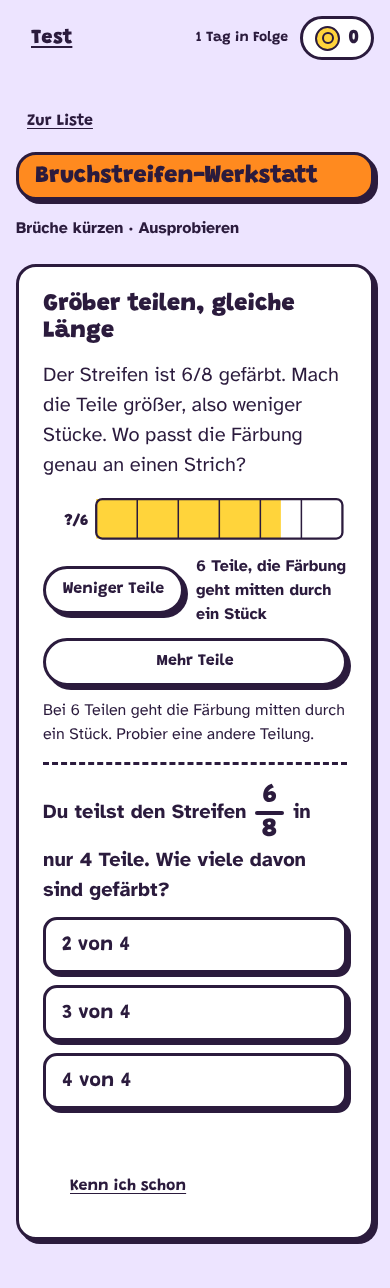 Test
1 Tag in Folge
0
Zur Liste
Bruchstreifen-Werkstatt
Brüche kürzen · Ausprobieren
Gröber teilen, gleiche
Länge
Der Streifen ist 6/8 gefärbt. Mach
die Teile größer, also weniger
Stücke. Wo passt die Färbung
genau an einen Strich?
?/6
Weniger Teile
6 Teile, die Färbung
geht mitten durch
ein Stück
Mehr Teile
Bei 6 Teilen geht die Färbung mitten durch
ein Stück. Probier eine andere Teilung.
Du teilst den Streifen 6/8 in
nur 4 Teile. Wie viele davon
sind gefärbt?
2 von 4
3 von 4
4 von 4
Kenn ich schon